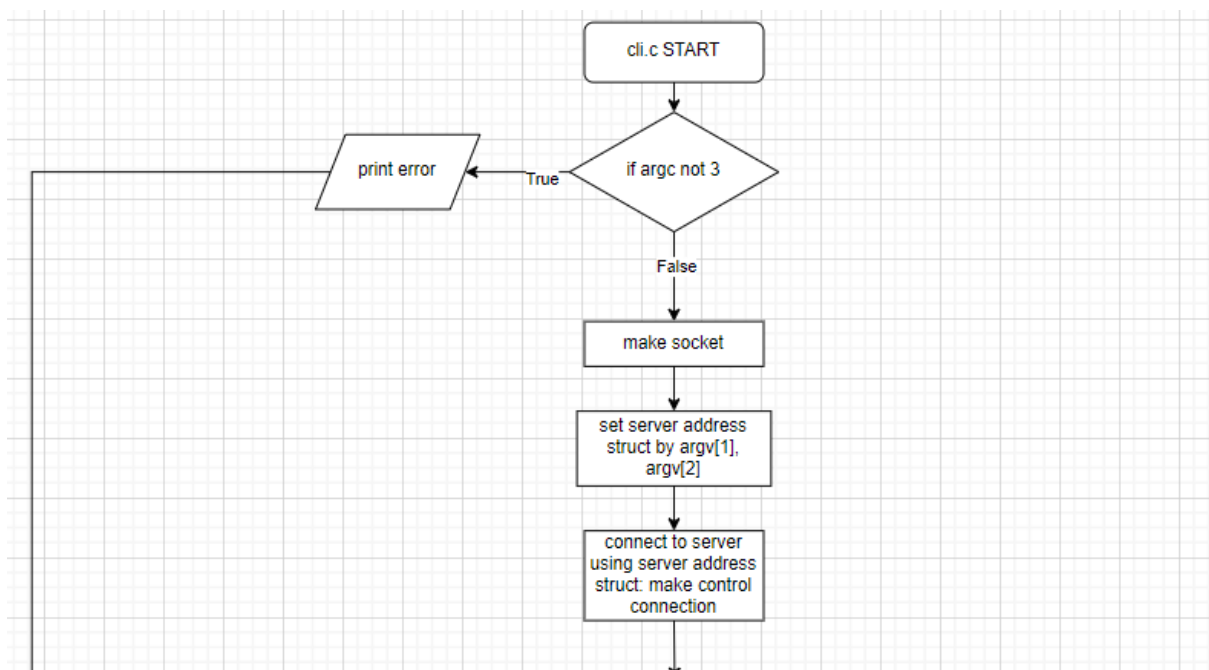 cli.c START
if argc not 3
True
print error
False
make socket
set server address
struct by argv[1],
argv[2]
connect to server
using server address
struct: make control
connection